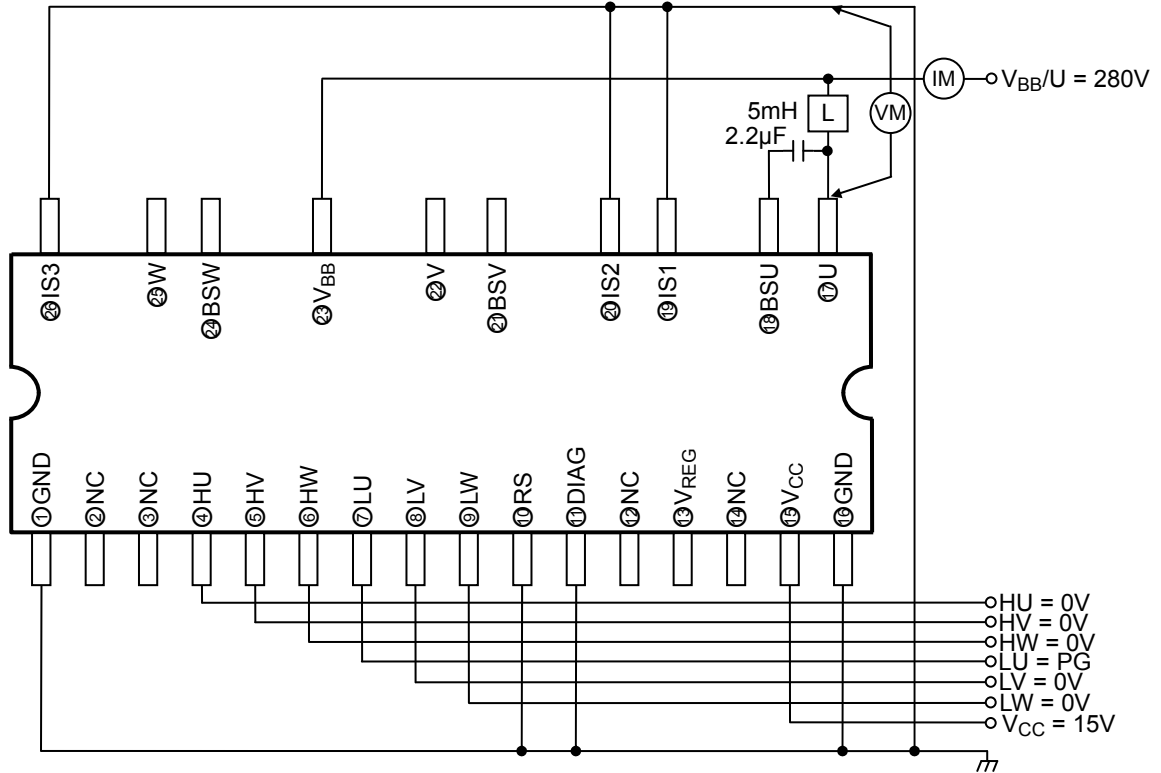 IM
V_BB/U = 280V
5mH
L
VM
2.2μF
㉖IS3
㉕W
㉔BSW
㉓V_BB
㉒V
㉑BSV
⑳IS2
⑲IS1
⑱BSU
⑰U
①GND
②NC
③NC
④HU
⑤HV
⑥HW
⑦LU
⑧LV
⑨LW
⑩RS
⑪DIAG
⑫NC
⑬V_REG
⑭NC
⑮V_CC
⑯GND
HU = 0V
HV = 0V
HW = 0V
LU = PG
LV = 0V
LW = 0V
V_CC = 15V